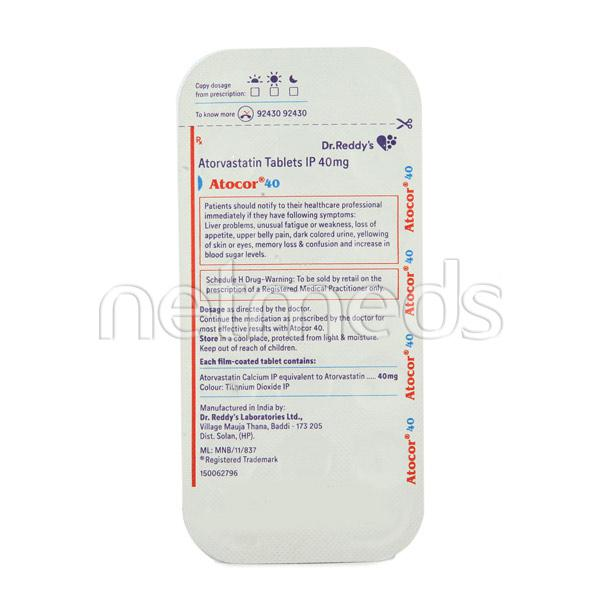 Copy dosage
from prescription:
To know more 92430 92430
Rx
Dr.Reddy's
Atorvastatin Tablets IP 40mg
Atocor® 40
Patients should notify to their healthcare professional
immediately if they have following symptoms:
Liver problems, unusual fatigue or weakness, loss of
appetite, upper belly pain, dark colored urine, yellowing
of skin or eyes, memory loss & confusion and increase in
blood sugar levels.
Schedule H Drug-Warning: To be sold by retail on the
prescription of a Registered Medical Practitioner only
netmeds
Dosage as directed by the doctor.
Continue the medication as prescribed by the doctor for
most effective results with Atocor 40.
Store in a cool place, protected from light & moisture.
Keep out of reach of children.
Each film-coated tablet contains:
Atorvastatin Calcium IP equivalent to Atorvastatin ..... 40mg
Colour: Titanium Dioxide IP
Manufactured in India by:
Dr. Reddy's Laboratories Ltd.,
Village Mauja Thana, Baddi - 173 205
Dist. Solan, (HP).
ML: MNB/11/837
® Registered Trademark
150062796
Atocor® 40
Atocor® 40
Atocor® 40
Atocor® 40